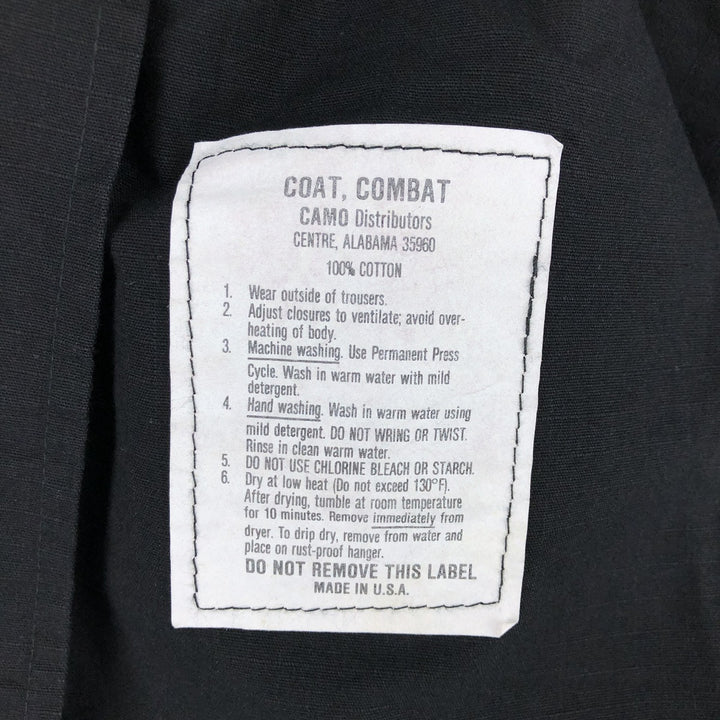 COAT, COMBAT
CAMO Distributors
CENTRE, ALABAMA 35960
100% COTTON
1. Wear outside of trousers.
2. Adjust closures to ventilate; avoid over-
heating of body.
3. Machine washing. Use Permanent Press
Cycle. Wash in warm water with mild
detergent.
4. Hand washing. Wash in warm water using
mild detergent. DO NOT WRING OR TWIST.
Rinse in clean warm water.
5. DO NOT USE CHLORINE BLEACH OR STARCH.
6. Dry at low heat (Do not exceed 130°F).
After drying, tumble at room temperature
for 10 minutes. Remove immediately from
dryer. To drip dry, remove from water and
place on rust-proof hanger.
DO NOT REMOVE THIS LABEL
MADE IN U.S.A.